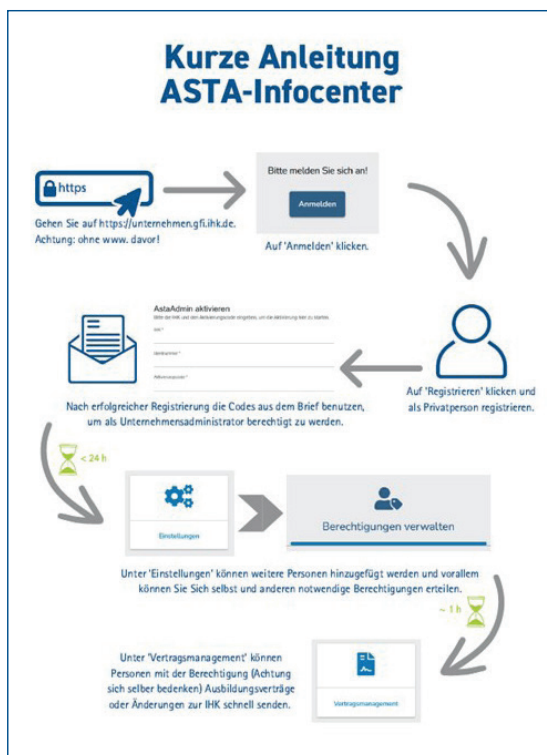 Kurze Anleitung
ASTA-Infocenter
https
Gehen Sie auf https://unternehmen.gfi.ihk.de.
Achtung: ohne www. davor!
Bitte melden Sie sich an!
Anmelden
Auf 'Anmelden' klicken.
Auf 'Registrieren' klicken und
als Privatperson registrieren.
AstaAdmin aktivieren
Nach erfolgreicher Registrierung die Codes aus dem Brief benutzen,
um als Unternehmensadministrator berechtigt zu werden.
< 24 h
Einstellungen
Berechtigungen verwalten
Unter 'Einstellungen' können weitere Personen hinzugefügt werden und vorallem
können Sie Sich selbst und anderen notwendige Berechtigungen erteilen.
~ 1 h
Unter 'Vertragsmanagement' können
Personen mit der Berechtigung (Achtung
sich selber bedenken) Ausbildungsverträge
oder Änderungen zur IHK schnell senden.
Vertragsmanagement